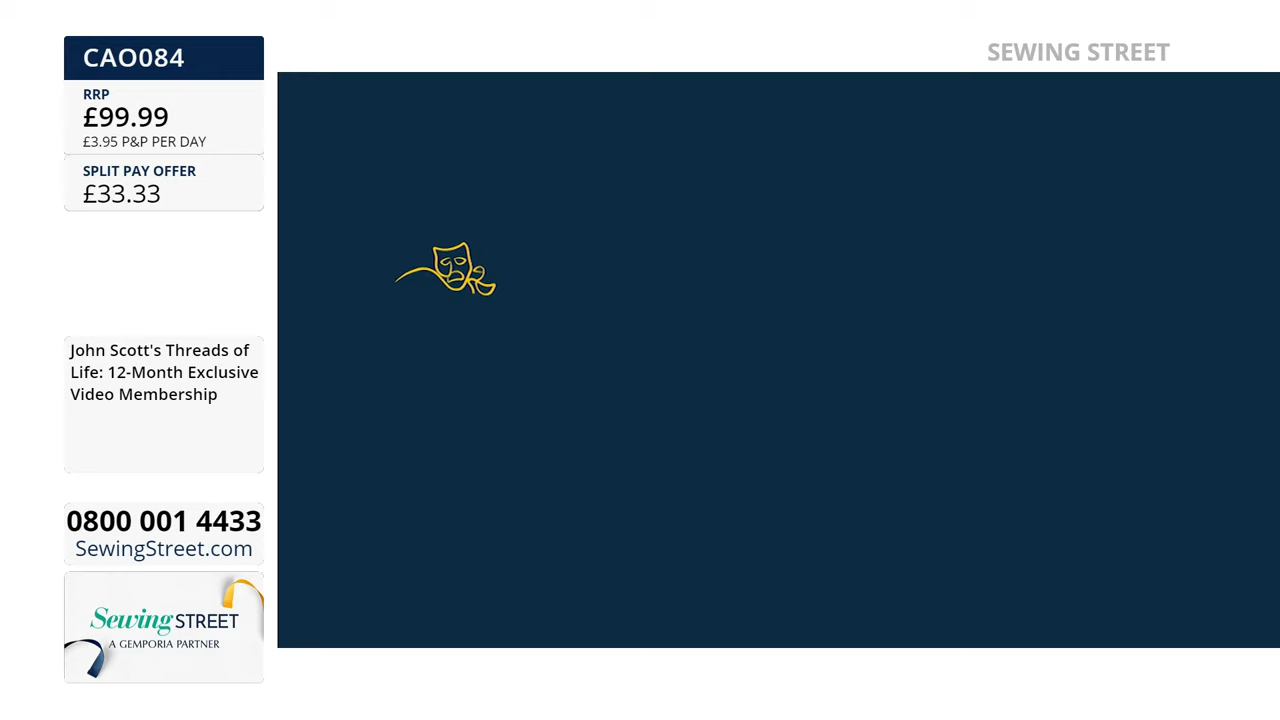 CAO084
RRP
£99.99
£3.95 P&P PER DAY
SPLIT PAY OFFER
£33.33
SEWING STREET
John Scott's Threads of
Life: 12-Month Exclusive
Video Membership
0800 001 4433
SewingStreet.com
Sewing STREET
A GEMPORIA PARTNER